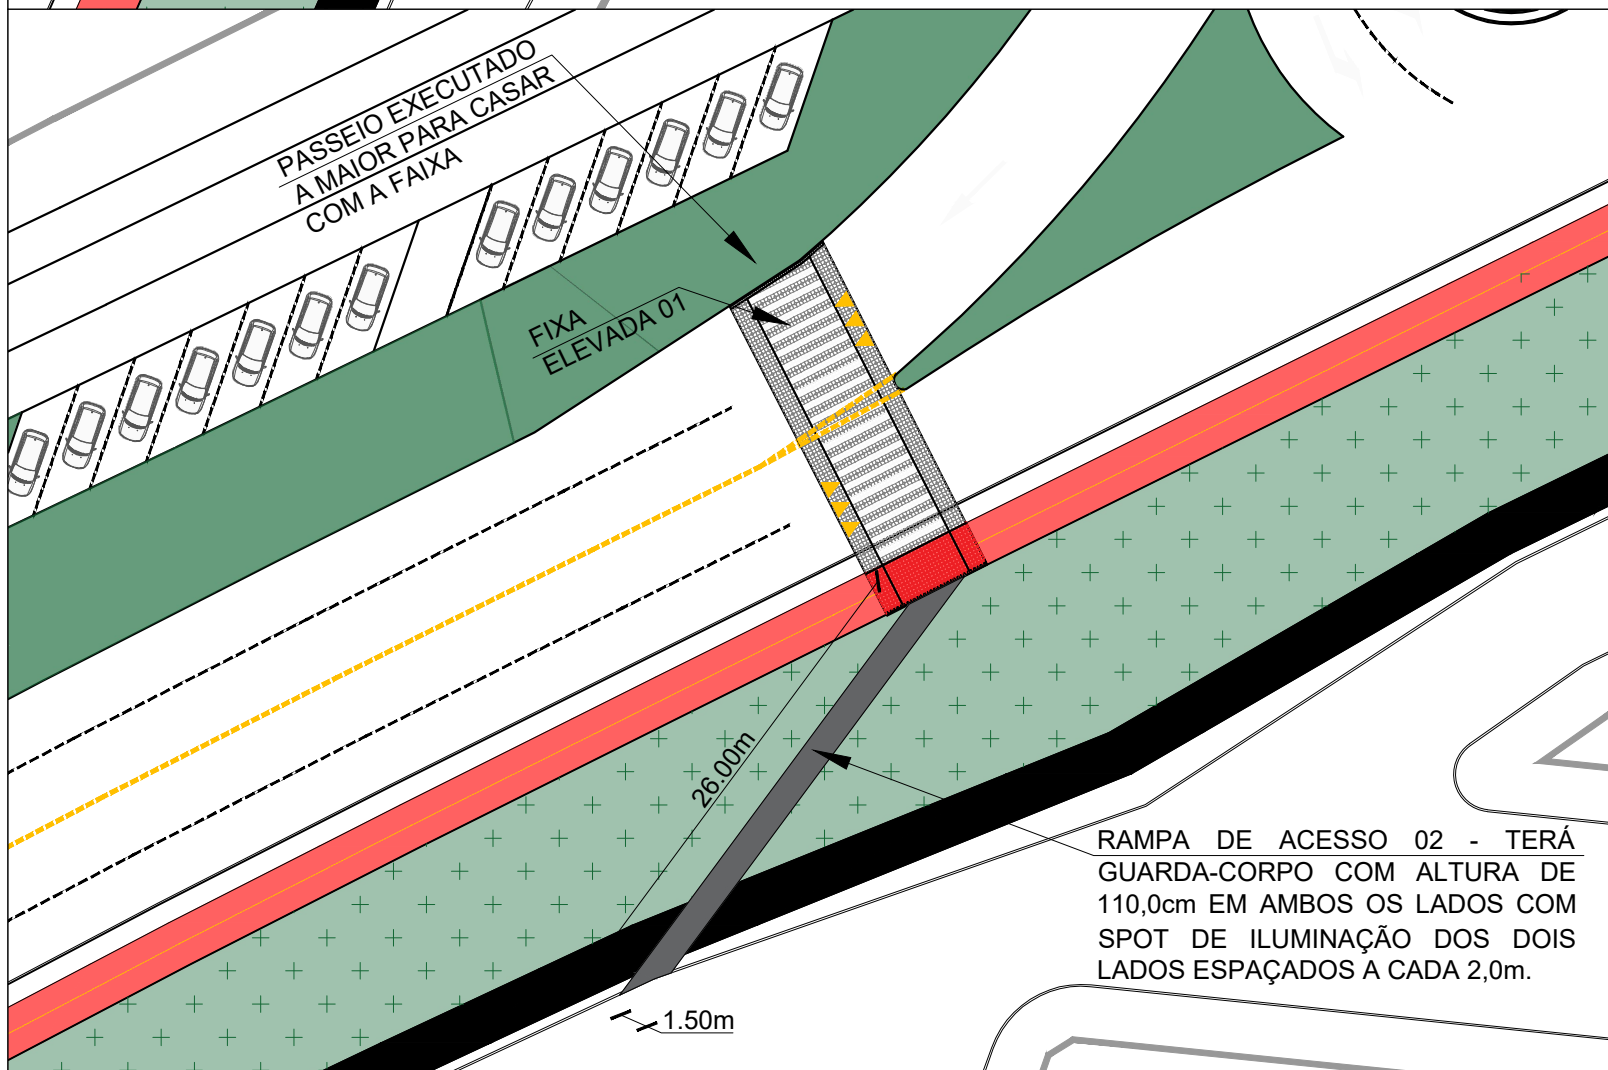 PASSEIO EXECUTADO
A MAIOR PARA CASAR
COM A FAIXA
FIXA
ELEVADA 01
26.00m
RAMPA DE ACESSO 02 - TERÁ
GUARDA-CORPO COM ALTURA DE
110,0cm EM AMBOS OS LADOS COM
SPOT DE ILUMINAÇÃO DOS DOIS
LADOS ESPAÇADOS A CADA 2,0m.
1.50m